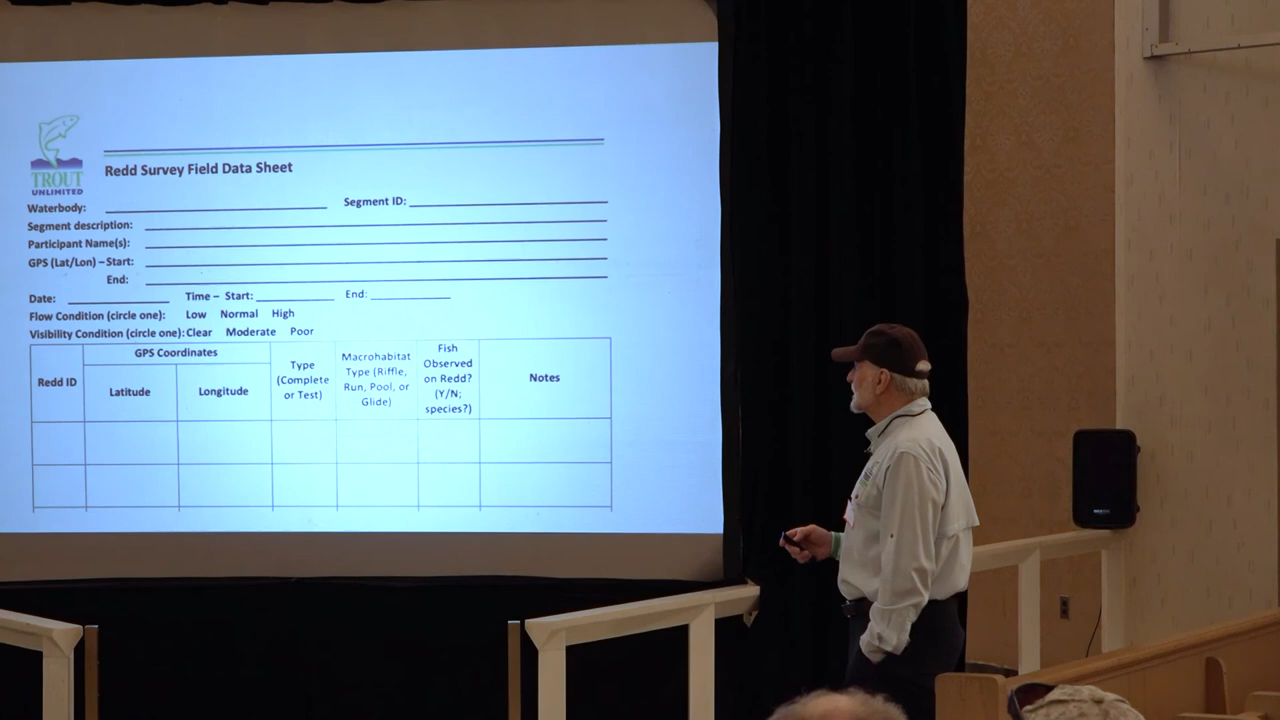 TROUT
UNLIMITED
Redd Survey Field Data Sheet
Waterbody: Segment ID:
Segment description:
Participant Name(s):
GPS (Lat/Lon) – Start:
End:
Date: Time – Start: End:
Flow Condition (circle one): Low Normal High
Visibility Condition (circle one): Clear Moderate Poor
Redd ID
GPS Coordinates
Latitude
Longitude
Type
(Complete
or Test)
Macrohabitat
Type (Riffle,
Run, Pool, or
Glide)
Fish
Observed
on Redd?
(Y/N;
species?)
Notes